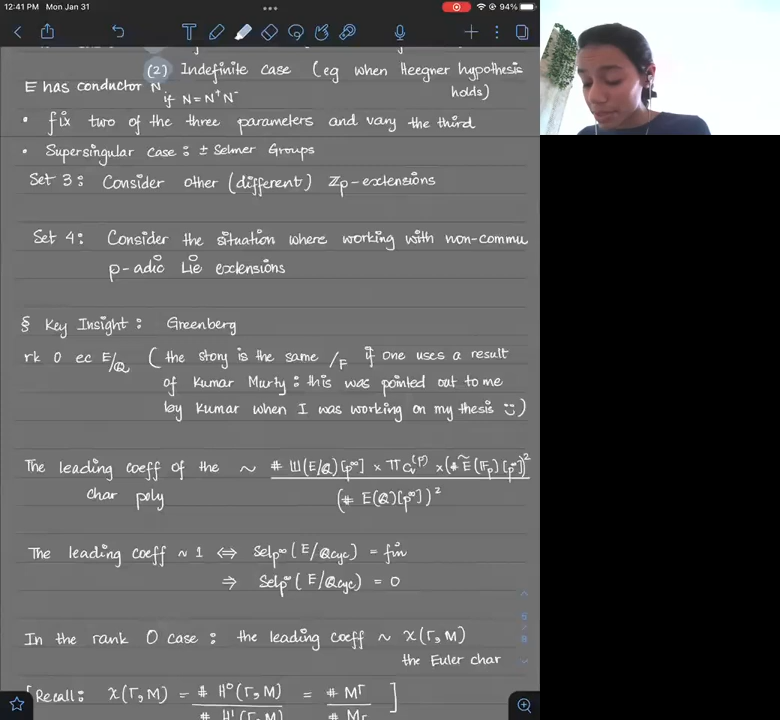 12:41 PM Mon Jan 31
94%
(2) Indefinite case (eg when Heegner hypothesis
E has conductor N, holds)
if N=N⁺N⁻
• fix two of the three parameters and vary the third
• Supersingular case : ± Selmer Groups
Set 3 : Consider other (different) ℤp-extensions
Set 4 : Consider the situation where working with non-commu
p-adic Lie extensions
§ Key Insight : Greenberg
rk 0 ec E/ℚ ( the story is the same /F if one uses a result
of Kumar Murty : this was pointed out to me
by Kumar when I was working on my thesis :) )
The leading coeff of the ~ # Ш(E/ℚ)[p^∞] × Π c_v^(p) × (# Ẽ(𝔽p)[p^∞])²
char poly (# E(ℚ)[p^∞])²
The leading coeff ~ 1 ⇔ Selp∞(E/ℚcyc) = fin
⇒ Selp∞(E/ℚcyc) = 0
In the rank 0 case : the leading coeff ~ χ(Γ, M)
the Euler char
[Recall: χ(Γ, M) = # H⁰(Γ, M) = # M^Γ ]
# H¹(Γ, M) # M_Γ